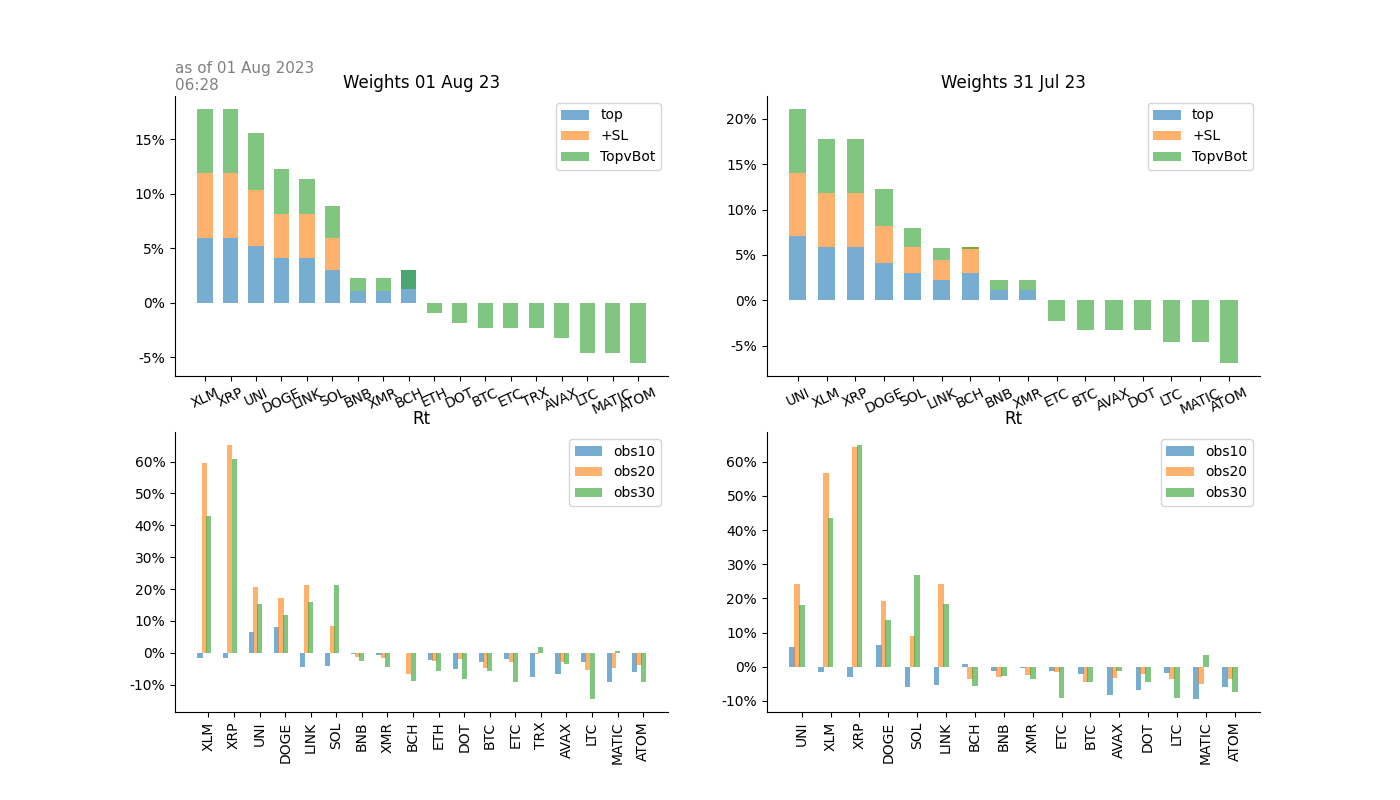 as of 01 Aug 2023
06:28
Weights 01 Aug 23
15%
10%
5%
0%
-5%
top
+SL
TopvBot
XLM XRP UNI DOGE LINK SOL BNB XMR BCH ETH DOT BTC ETC TRX AVAX LTC MATIC ATOM
Weights 31 Jul 23
20%
15%
10%
5%
0%
-5%
top
+SL
TopvBot
UNI XLM XRP DOGE SOL LINK BCH BNB XMR ETC BTC AVAX DOT LTC MATIC ATOM
Rt
60%
50%
40%
30%
20%
10%
0%
-10%
obs10
obs20
obs30
XLM XRP UNI DOGE LINK SOL BNB XMR BCH ETH DOT BTC ETC TRX AVAX LTC MATIC ATOM
Rt
60%
50%
40%
30%
20%
10%
0%
-10%
obs10
obs20
obs30
UNI XLM XRP DOGE SOL LINK BCH BNB XMR ETC BTC AVAX DOT LTC MATIC ATOM